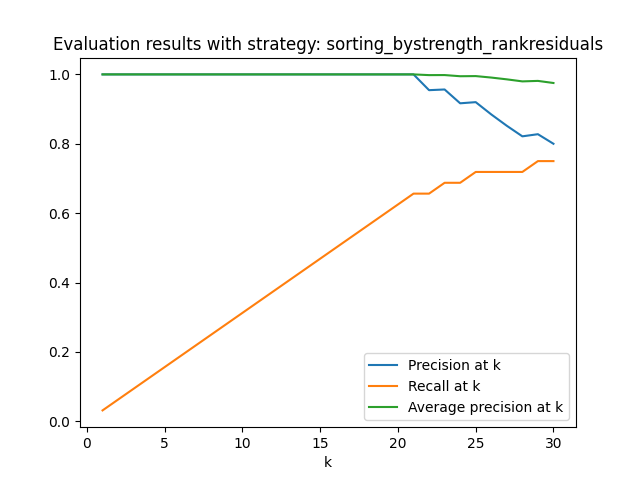 Evaluation results with strategy: sorting_bystrength_rankresiduals
1.0
0.8
0.6
0.4
0.2
0.0
0 5 10 15 20 25 30
k
Precision at k
Recall at k
Average precision at k